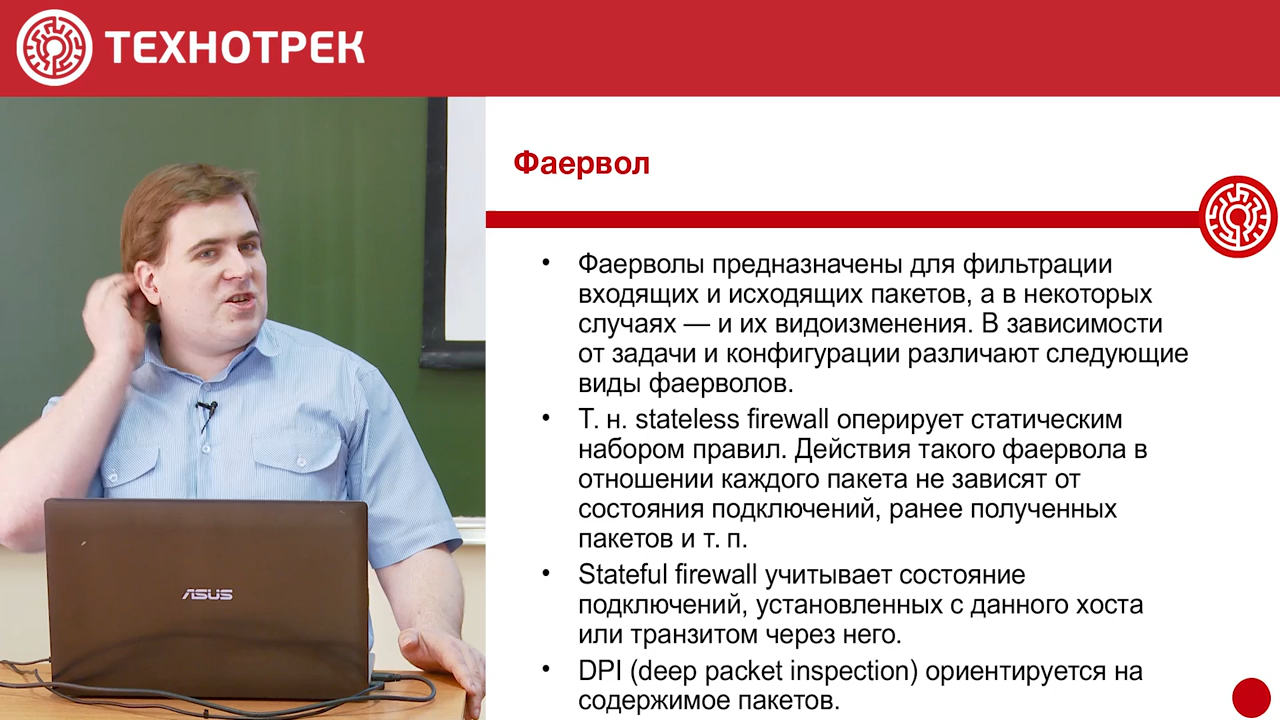 ТЕХНОТРЕК
Фаервол
• Фаерволы предназначены для фильтрации
входящих и исходящих пакетов, а в некоторых
случаях — и их видоизменения. В зависимости
от задачи и конфигурации различают следующие
виды фаерволов.
• Т. н. stateless firewall оперирует статическим
набором правил. Действия такого фаервола в
отношении каждого пакета не зависят от
состояния подключений, ранее полученных
пакетов и т. п.
• Stateful firewall учитывает состояние
подключений, установленных с данного хоста
или транзитом через него.
• DPI (deep packet inspection) ориентируется на
содержимое пакетов.
ASUS